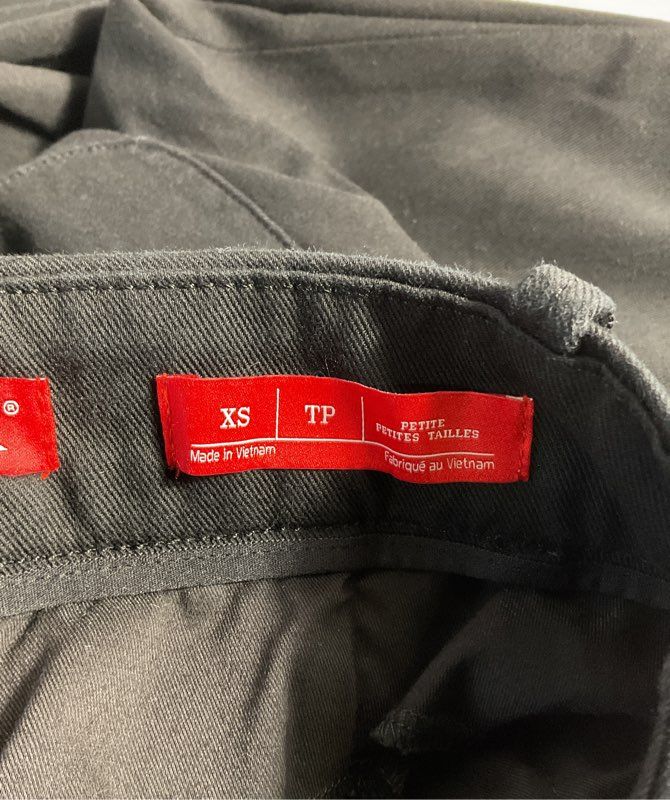 ®
XS TP PETITE
PETITES TAILLES
Made in Vietnam Fabriqué au Vietnam